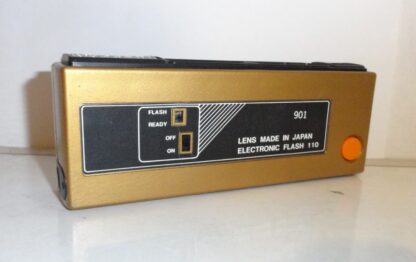 FLASH
READY
OFF
ON
901
LENS MADE IN JAPAN
ELECTRONIC FLASH 110